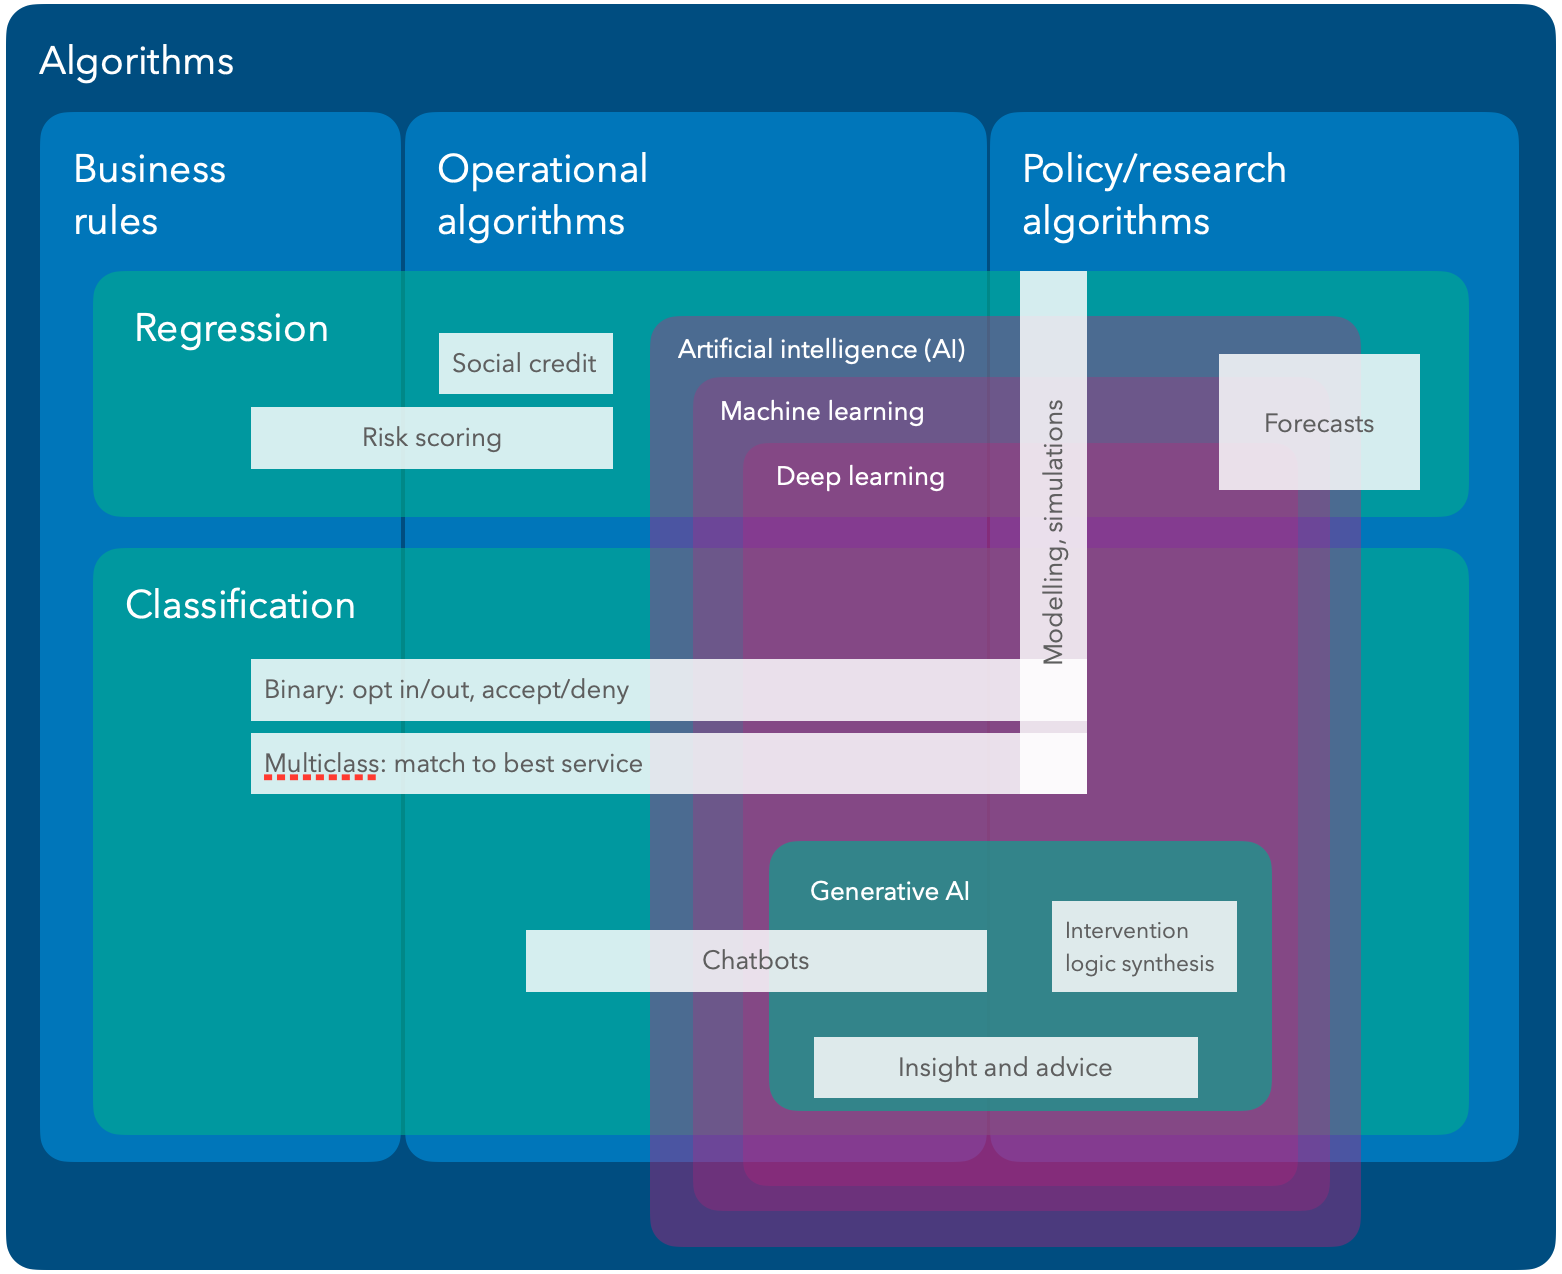 Algorithms
Business
rules
Operational
algorithms
Policy/research
algorithms
Regression
Social credit
Risk scoring
Artificial intelligence (AI)
Machine learning
Deep learning
Modelling, simulations
Forecasts
Classification
Binary: opt in/out, accept/deny
Multiclass: match to best service
Generative AI
Chatbots
Intervention
logic synthesis
Insight and advice